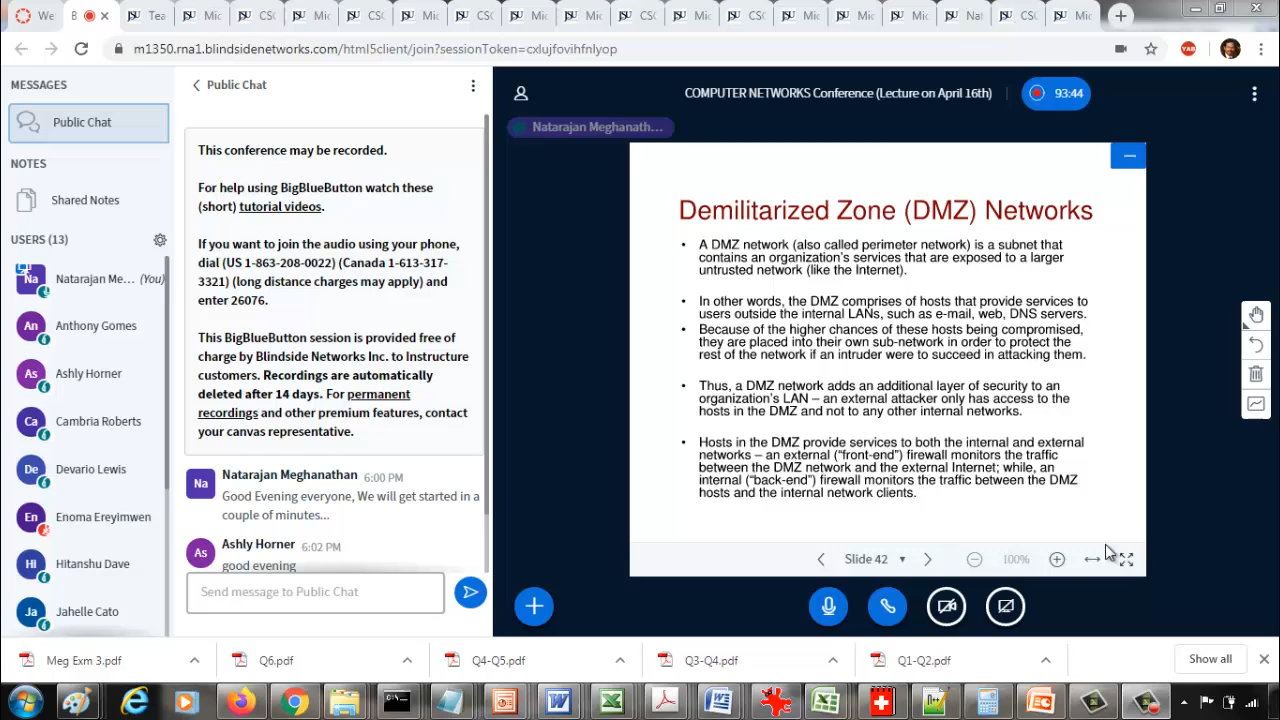 We
B
Tea
Mic
CSC
Mic
CSC
Mic
CSC
Mic
Mic
CSC
Mic
CSC
Mic
Mic
Nat
CSC
Mic
m1350.rna1.blindsidenetworks.com/html5client/join?sessionToken=cxlujfovihfnlyop
YAB
MESSAGES
Public Chat
NOTES
Shared Notes
USERS (13)
Na
Natarajan Me... (You)
An
Anthony Gomes
As
Ashly Horner
Ca
Cambria Roberts
De
Devario Lewis
En
Enoma Ereyimwen
Hi
Hitanshu Dave
Ja
Jahelle Cato
Public Chat
This conference may be recorded.
For help using BigBlueButton watch these
(short) tutorial videos.
If you want to join the audio using your phone,
dial (US 1-863-208-0022) (Canada 1-613-317-
3321) (long distance charges may apply) and
enter 26076.
This BigBlueButton session is provided free of
charge by Blindside Networks Inc. to Instructure
customers. Recordings are automatically
deleted after 14 days. For permanent
recordings and other premium features, contact
your canvas representative.
Na
Natarajan Meghanathan 6:00 PM
Good Evening everyone, We will get started in a
couple of minutes...
As
Ashly Horner 6:02 PM
good evening
Send message to Public Chat
COMPUTER NETWORKS Conference (Lecture on April 16th)
93:44
Natarajan Meghanath...
Demilitarized Zone (DMZ) Networks
• A DMZ network (also called perimeter network) is a subnet that
contains an organization's services that are exposed to a larger
untrusted network (like the Internet).
• In other words, the DMZ comprises of hosts that provide services to
users outside the internal LANs, such as e-mail, web, DNS servers.
• Because of the higher chances of these hosts being compromised,
they are placed into their own sub-network in order to protect the
rest of the network if an intruder were to succeed in attacking them.
• Thus, a DMZ network adds an additional layer of security to an
organization's LAN – an external attacker only has access to the
hosts in the DMZ and not to any other internal networks.
• Hosts in the DMZ provide services to both the internal and external
networks – an external ("front-end") firewall monitors the traffic
between the DMZ network and the external Internet; while, an
internal ("back-end") firewall monitors the traffic between the DMZ
hosts and the internal network clients.
Slide 42
100%
Meg Exm 3.pdf
Q6.pdf
Q4-Q5.pdf
Q3-Q4.pdf
Q1-Q2.pdf
Show all